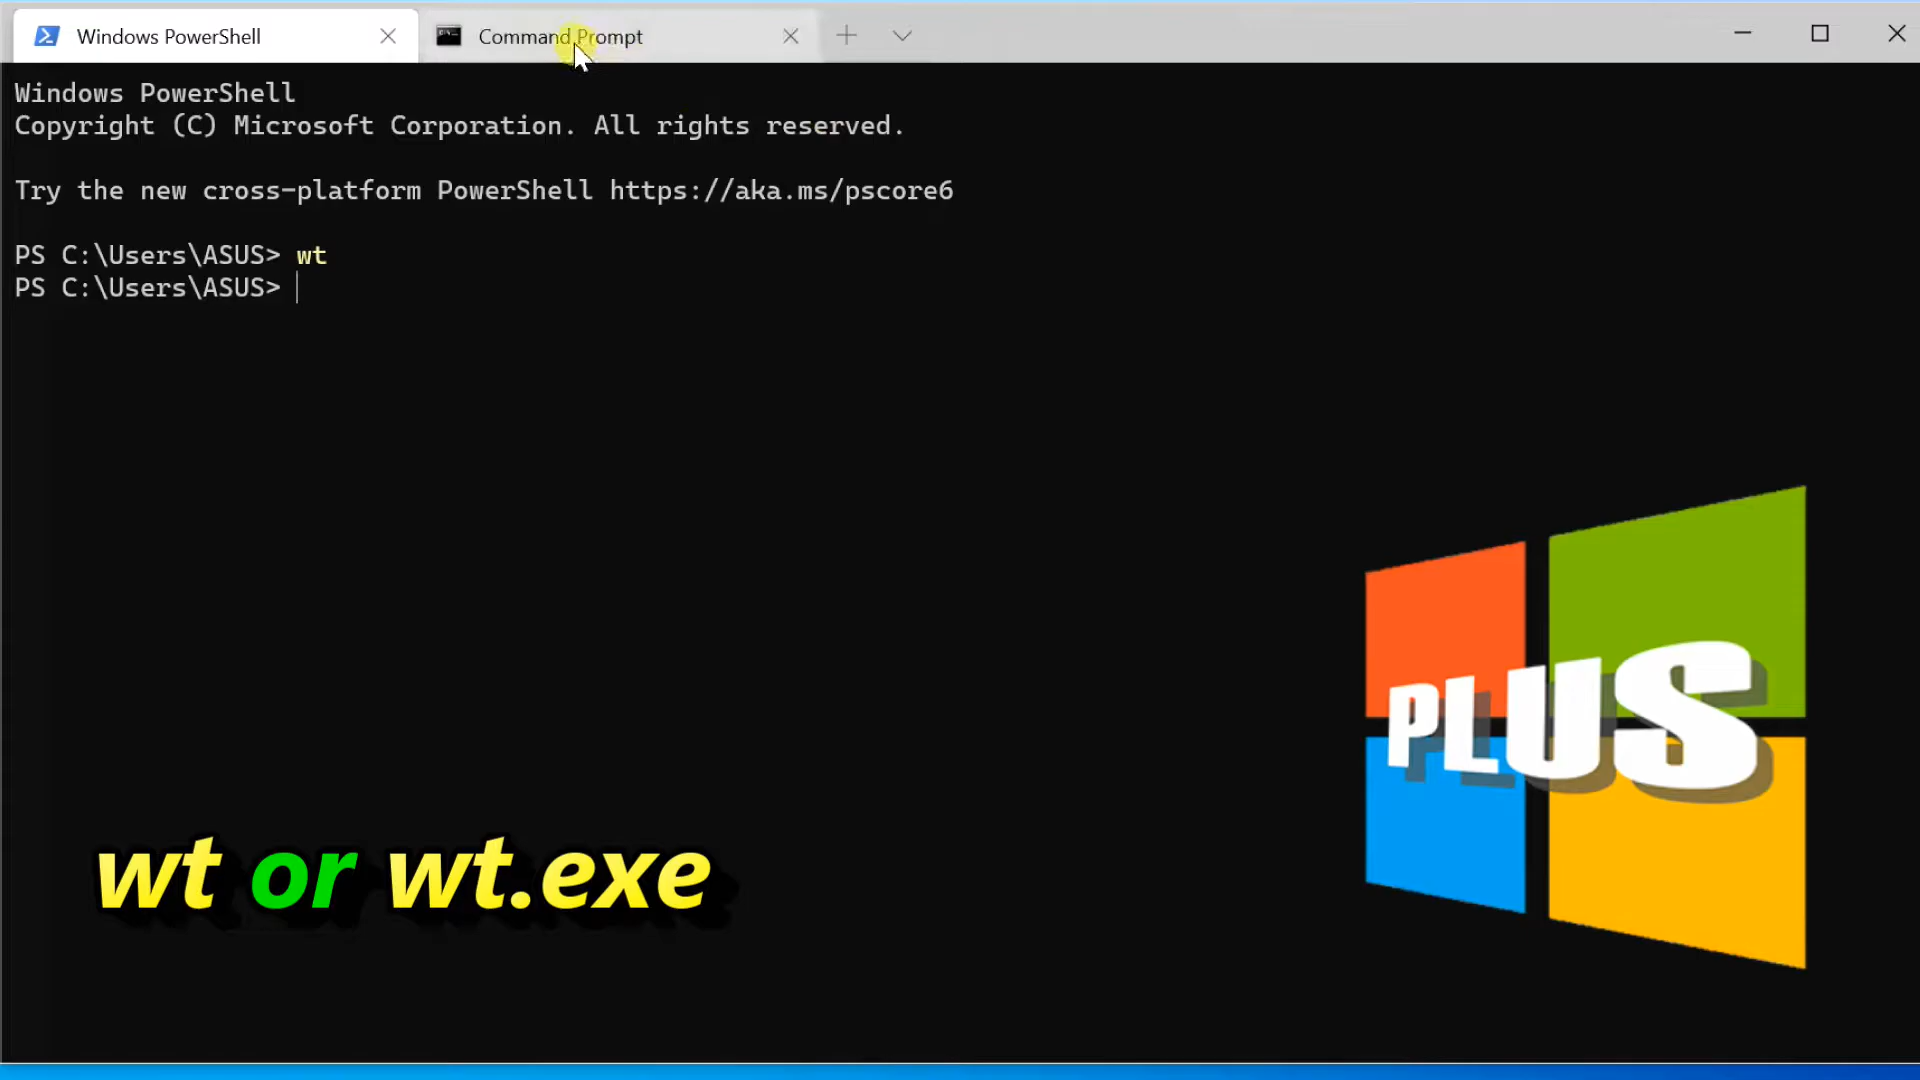 Windows PowerShell
Command Prompt
Windows PowerShell
Copyright (C) Microsoft Corporation. All rights reserved.
Try the new cross-platform PowerShell https://aka.ms/pscore6
PS C:\Users\ASUS> wt
PS C:\Users\ASUS>
PLUS
wt or wt.exe